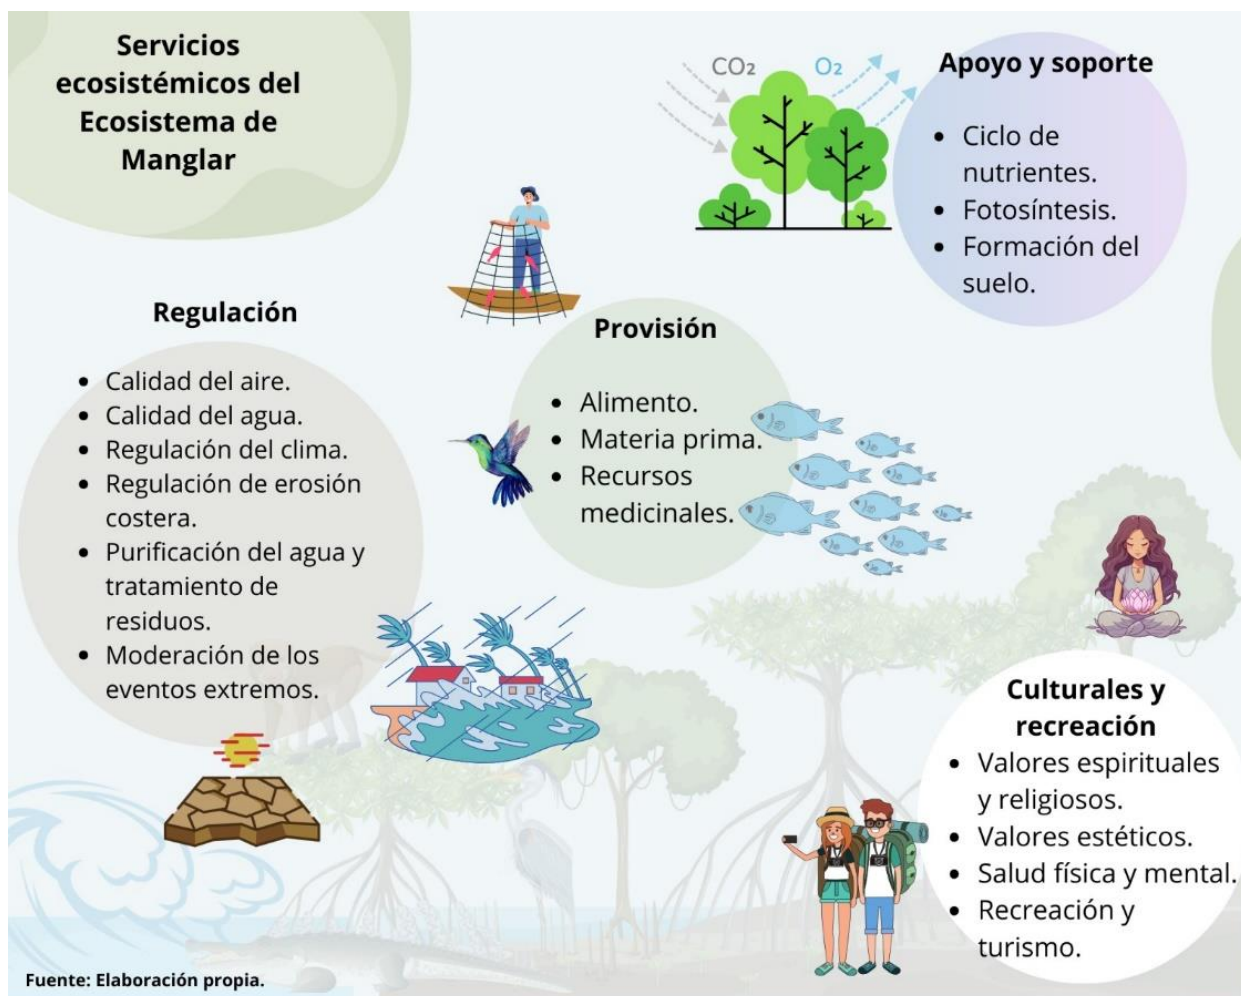 Servicios
ecosistémicos del
Ecosistema de
Manglar
CO₂
O₂
Apoyo y soporte
• Ciclo de
nutrientes.
• Fotosíntesis.
• Formación del
suelo.
Regulación
• Calidad del aire.
• Calidad del agua.
• Regulación del clima.
• Regulación de erosión
costera.
• Purificación del agua y
tratamiento de
residuos.
• Moderación de los
eventos extremos.
Provisión
• Alimento.
• Materia prima.
• Recursos
medicinales.
Culturales y
recreación
• Valores espirituales
y religiosos.
• Valores estéticos.
• Salud física y mental.
• Recreación y
turismo.
Fuente: Elaboración propia.